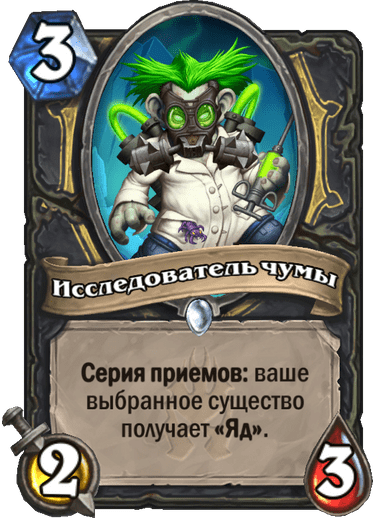 3
Исследователь чумы
Серия приемов: ваше
выбранное существо
получает «Яд».
2
3